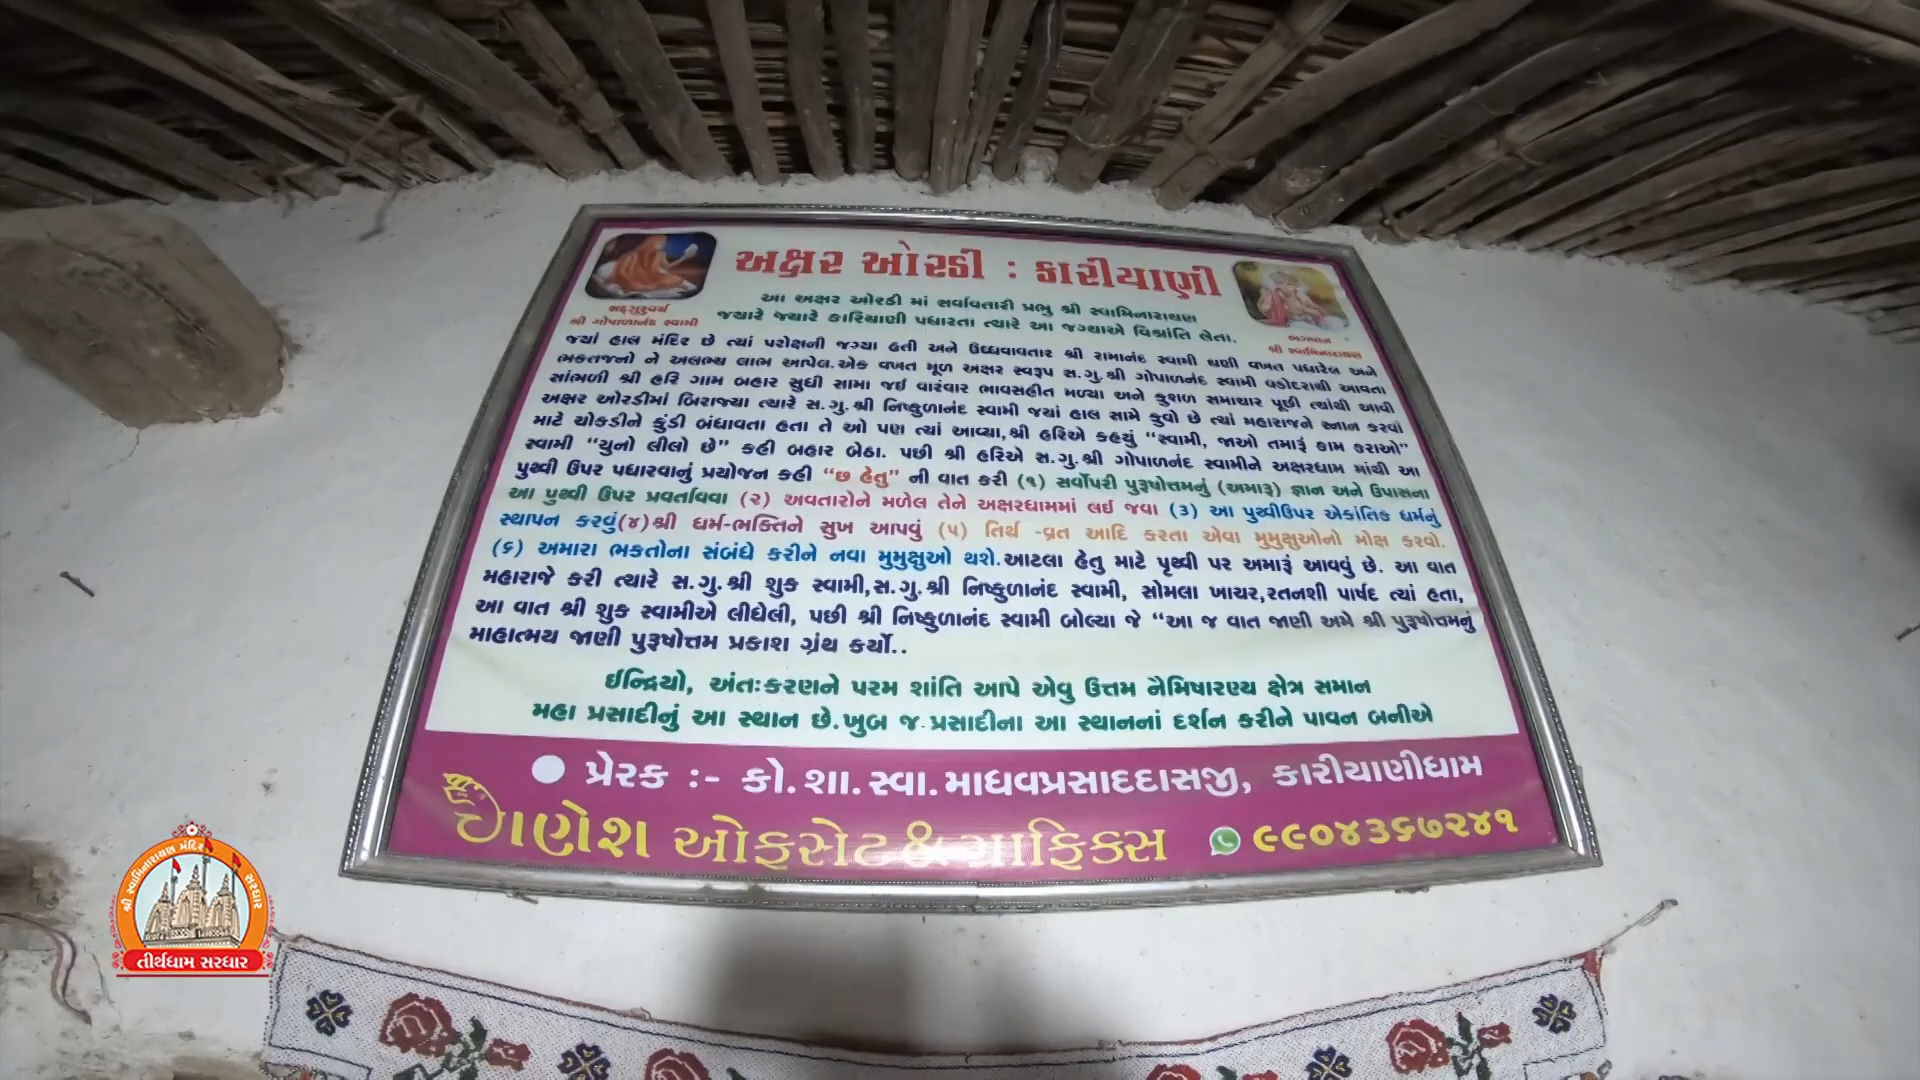 અક્ષર ઓરડી : કારીયાણી
સદ્‌ગુરુવર્ય
શ્રી ગોપાળાનંદ સ્વામી
ભગવાન
શ્રી સ્વામિનારાયણ
આ અક્ષર ઓરડી માં સર્વાવતારી પ્રભુ શ્રી સ્વામિનારાયણ
જ્યારે જ્યારે કારિયાણી પધારતા ત્યારે આ જગ્યાએ વિશ્રાંતિ લેતા.
જ્યાં હાલ મંદિર છે ત્યાં પરોક્ષની જગ્યા હતી અને ઉધ્ધવાવતાર શ્રી રામાનંદ સ્વામી ઘણી વખત પધારેલ અને
ભક્તજનો ને અલભ્ય લાભ આપેલ.એક વખત મૂળ અક્ષર સ્વરૂપ સ.ગુ.શ્રી ગોપાળનંદ સ્વામી વડોદરાથી આવતા
સાંભળી શ્રી હરિ ગામ બહાર સુધી સામા જઈ વારંવાર ભાવસહીત મળ્યા અને કુશળ સમાચાર પૂછી ત્યાંથી આવી
અક્ષર ઓરડીમાં બિરાજ્યા ત્યારે સ.ગુ.શ્રી નિષ્કુળાનંદ સ્વામી જ્યાં હાલ સામે કુવો છે ત્યાં મહારાજને સ્નાન કરવો
માટે ચોકડીને કુંડી બંધાવતા હતા તે ઓ પણ ત્યાં આવ્યા,શ્રી હરિએ કહયું “સ્વામી, જાઓ તમારૂં કામ કરાઓ”
સ્વામી “ચુનો લીલો છે” કહી બહાર બેઠા. પછી શ્રી હરિએ સ.ગુ.શ્રી ગોપાળનંદ સ્વામીને અક્ષરધામ માંથી આ
પુથ્વી ઉપર પધારવાનું પ્રયોજન કહી “છ હેતુ” ની વાત કરી (૧) સર્વોપરી પુરૂષોત્તમનું (અમારૂ) જ્ઞાન અને ઉપાસના
આ પુથ્વી ઉપર પ્રવર્તાવવા (૨) અવતારોને મળેલ તેને અક્ષરધામમાં લઈ જવા (૩) આ પુથ્વીઉપર એકાંતિક ધર્મનું
સ્થાપન કરવું(૪)શ્રી ધર્મ-ભક્તિને સુખ આપવું (૫) તિર્થ -વ્રત આદિ કરતા એવા મુમુક્ષુઓનો મોક્ષ કરવો.
(૬) અમારા ભક્તોના સંબંધે કરીને નવા મુમુક્ષુઓ થશે.આટલા હેતુ માટે પૃથ્વી પર અમારૂં આવવું છે. આ વાત
મહારાજે કરી ત્યારે સ.ગુ.શ્રી શુક સ્વામી,સ.ગુ.શ્રી નિષ્કુળાનંદ સ્વામી, સોમલા ખાચર,રતનશી પાર્ષદ ત્યાં હતા,
આ વાત શ્રી શુક સ્વામીએ લીધેલી, પછી શ્રી નિષ્કુળાનંદ સ્વામી બોલ્યા જે “આ જ વાત જાણી અમે શ્રી પુરૂષોત્તમનું
માહાત્મય જાણી પુરૂષોત્તમ પ્રકાશ ગ્રંથ કર્યો..
ઈન્દ્રિયો, અંતઃકરણને પરમ શાંતિ આપે એવુ ઉત્તમ નૈમિષારણ્ય ક્ષેત્ર સમાન
મહા પ્રસાદીનું આ સ્થાન છે.ખુબ જ પ્રસાદીના આ સ્થાનનાં દર્શન કરીને પાવન બનીએ
પ્રેરક :- કો.શા.સ્વા.માધવપ્રસાદદાસજી, કારીયાણીધામ
ગણેશ ઓફસેટ & ગ્રાફિક્સ ૯૯૦૪૩૬૭૨૪૧
શ્રી સ્વામિનારાયણ મંદિર સરધાર
તીર્થધામ સરધાર